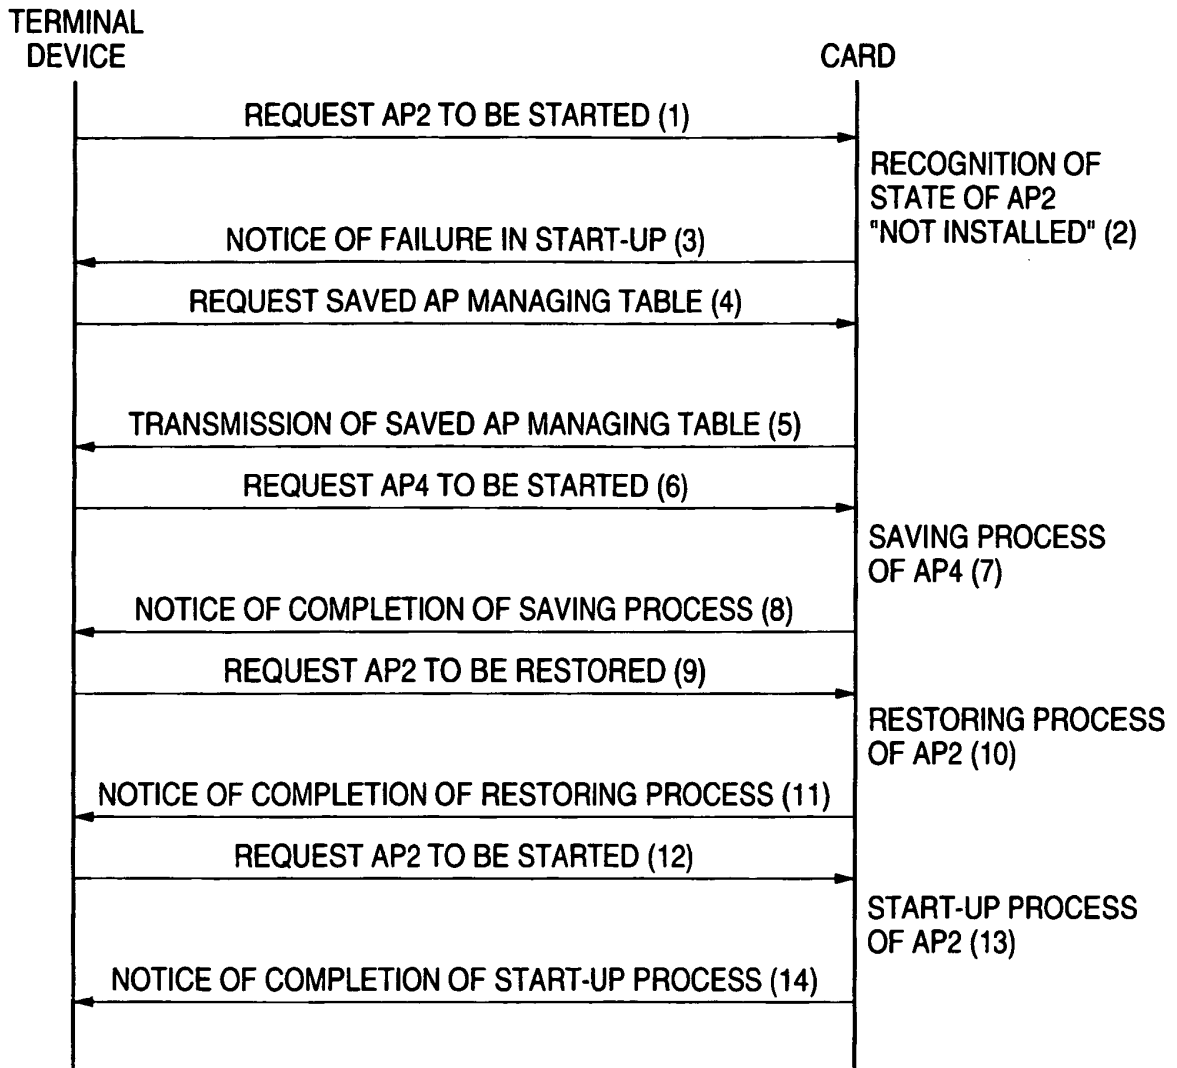 TERMINAL
DEVICE
CARD
REQUEST AP2 TO BE STARTED (1)
RECOGNITION OF
STATE OF AP2
"NOT INSTALLED" (2)
NOTICE OF FAILURE IN START-UP (3)
REQUEST SAVED AP MANAGING TABLE (4)
TRANSMISSION OF SAVED AP MANAGING TABLE (5)
REQUEST AP4 TO BE STARTED (6)
SAVING PROCESS
OF AP4 (7)
NOTICE OF COMPLETION OF SAVING PROCESS (8)
REQUEST AP2 TO BE RESTORED (9)
RESTORING PROCESS
OF AP2 (10)
NOTICE OF COMPLETION OF RESTORING PROCESS (11)
REQUEST AP2 TO BE STARTED (12)
START-UP PROCESS
OF AP2 (13)
NOTICE OF COMPLETION OF START-UP PROCESS (14)